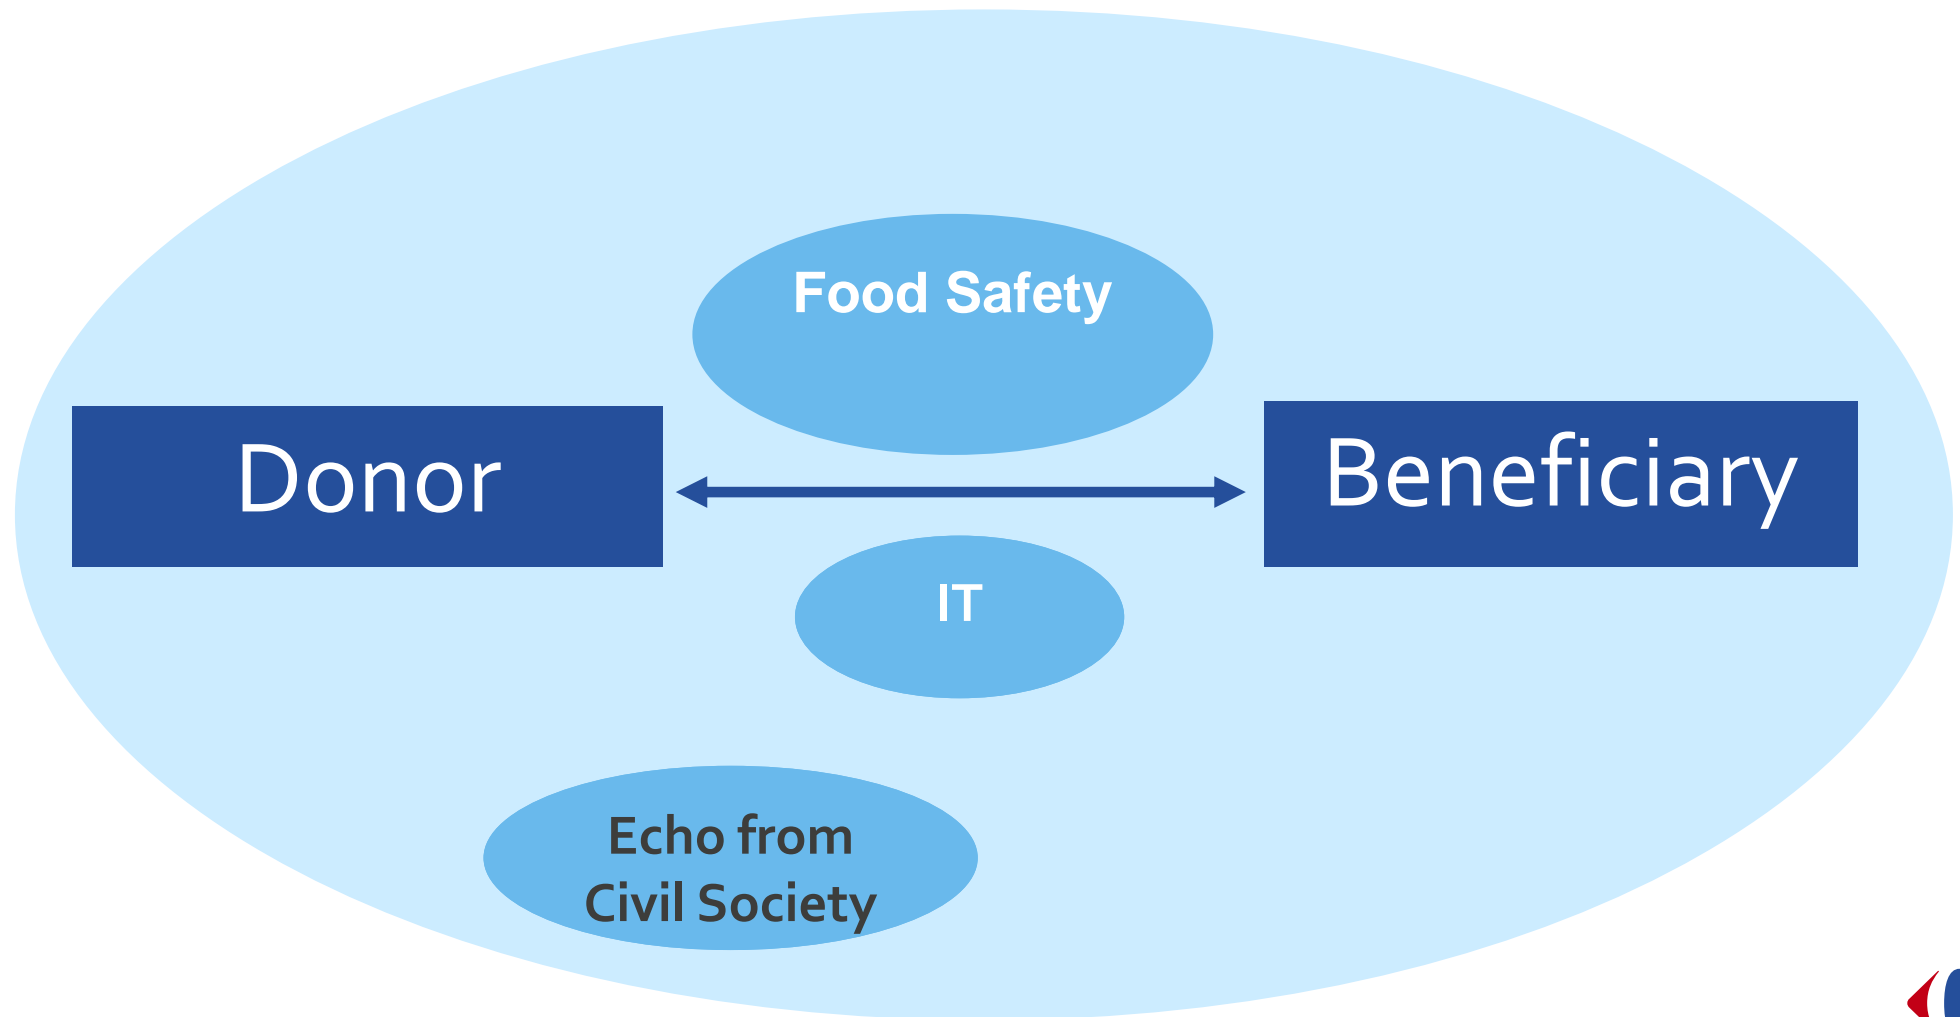 Food Safety
Donor
Beneficiary
IT
Echo from
Civil Society